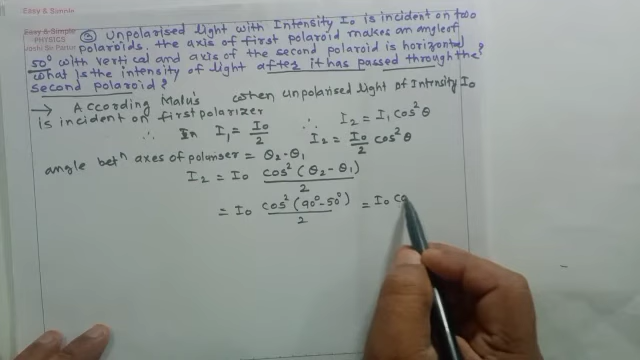 Easy & Simple
Easy & Simple
PHYSICS
Joshi Sir Partur
③ Unpolarised light with Intensity I₀ is incident on two
polaroids. the axis of first polaroid makes an angle of
50° with vertical and axis of the second polaroid is horizontal
what is the intensity of light after it has passed through the
second polaroid?
→ According Malu's when unpolarised light of Intensity I₀
is incident on first polarizer
∴ In I₁ = I₀/2 ∴ I₂ = I₁ cos²θ
I₂ = I₀/2 cos²θ
angle betⁿ axes of polariser = θ₂-θ₁
I₂ = I₀ cos²(θ₂-θ₁)/2
= I₀ cos²(90°-50°)/2 = I₀ co